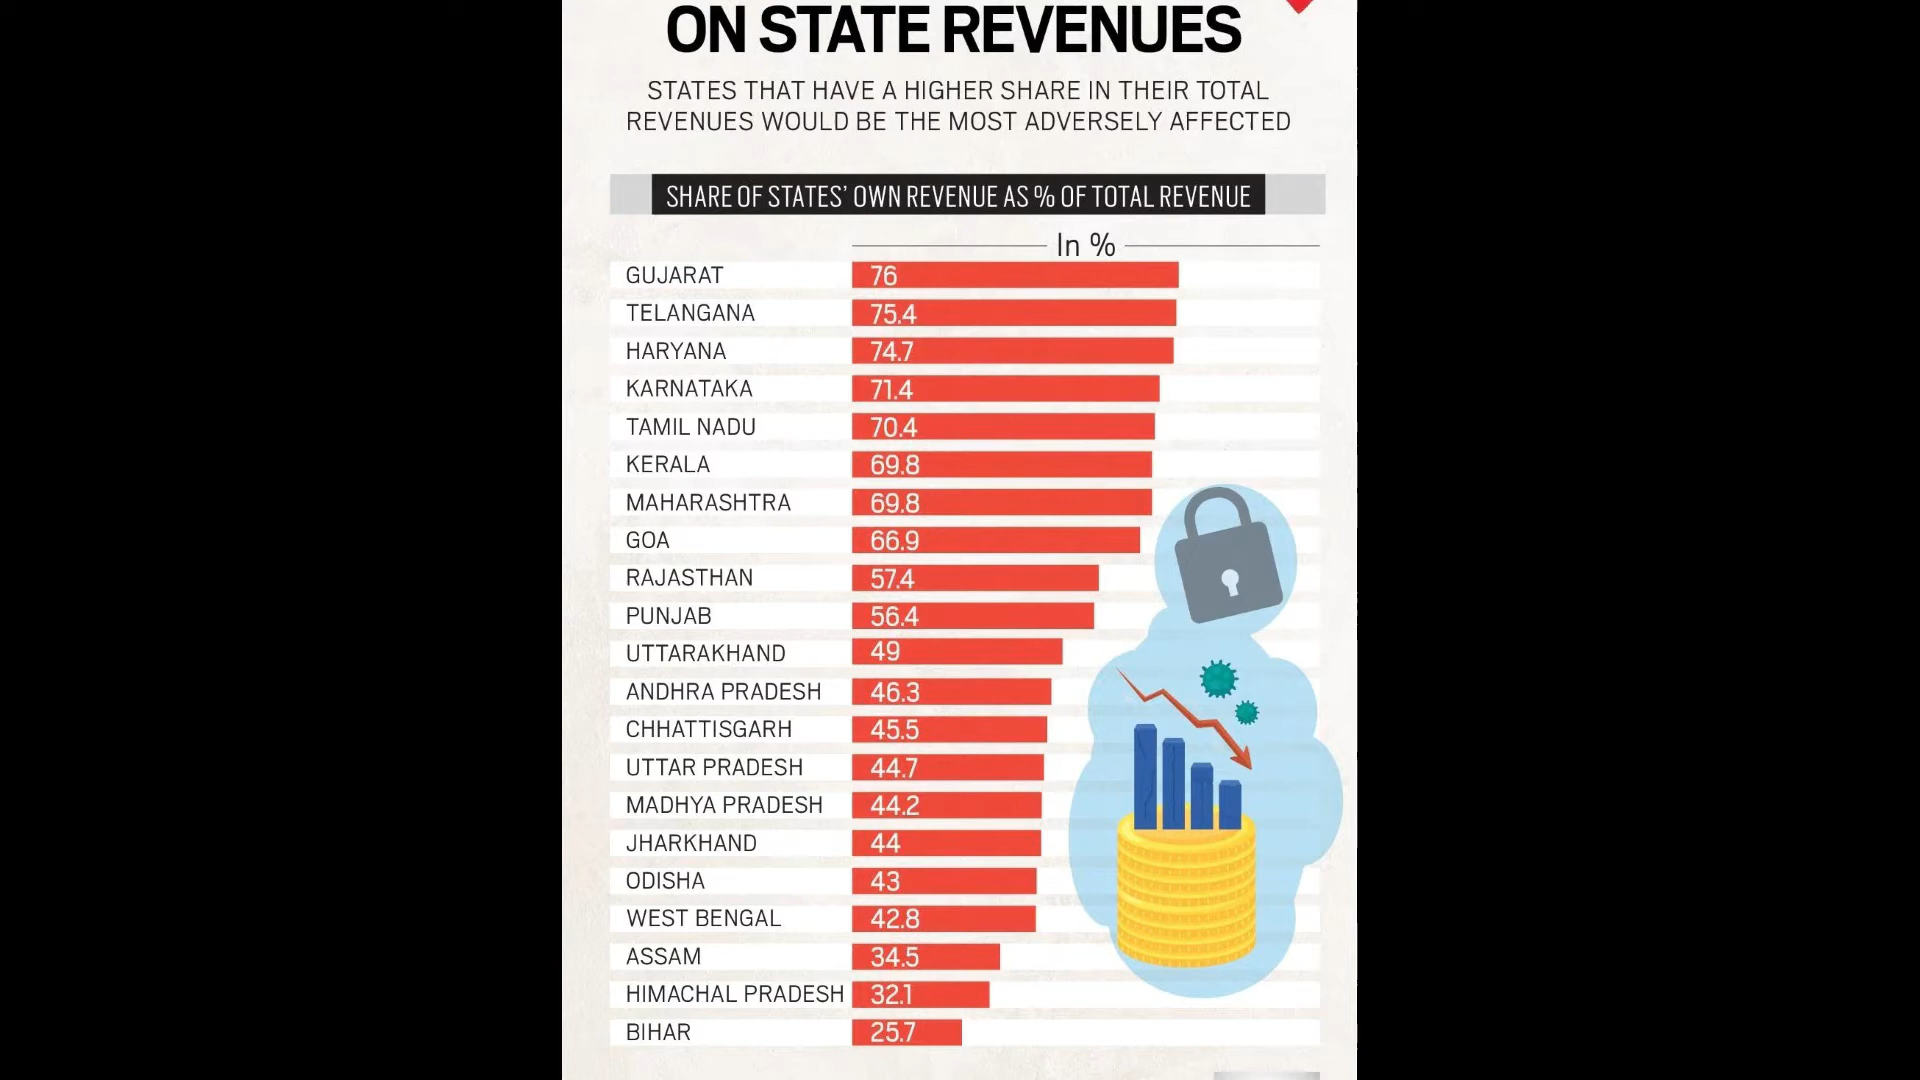 ON STATE REVENUES
STATES THAT HAVE A HIGHER SHARE IN THEIR TOTAL
REVENUES WOULD BE THE MOST ADVERSELY AFFECTED
SHARE OF STATES’ OWN REVENUE AS % OF TOTAL REVENUE
In %
GUJARAT 76
TELANGANA 75.4
HARYANA 74.7
KARNATAKA 71.4
TAMIL NADU 70.4
KERALA 69.8
MAHARASHTRA 69.8
GOA 66.9
RAJASTHAN 57.4
PUNJAB 56.4
UTTARAKHAND 49
ANDHRA PRADESH 46.3
CHHATTISGARH 45.5
UTTAR PRADESH 44.7
MADHYA PRADESH 44.2
JHARKHAND 44
ODISHA 43
WEST BENGAL 42.8
ASSAM 34.5
HIMACHAL PRADESH 32.1
BIHAR 25.7